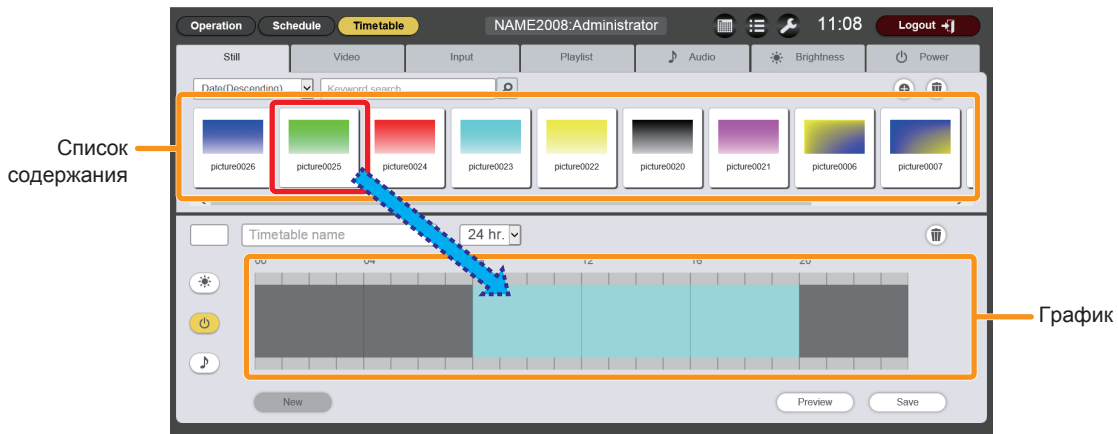 Operation Schedule Timetable NAME2008:Administrator 11:08 Logout
Still Video Input Playlist Audio Brightness Power
Date(Descending) Keyword search
picture0026 picture0025 picture0024 picture0023 picture0022 picture0020 picture0021 picture0006 picture0007
Список
содержания
Timetable name 24 hr.
00 04 12 16 20
График
New Preview Save